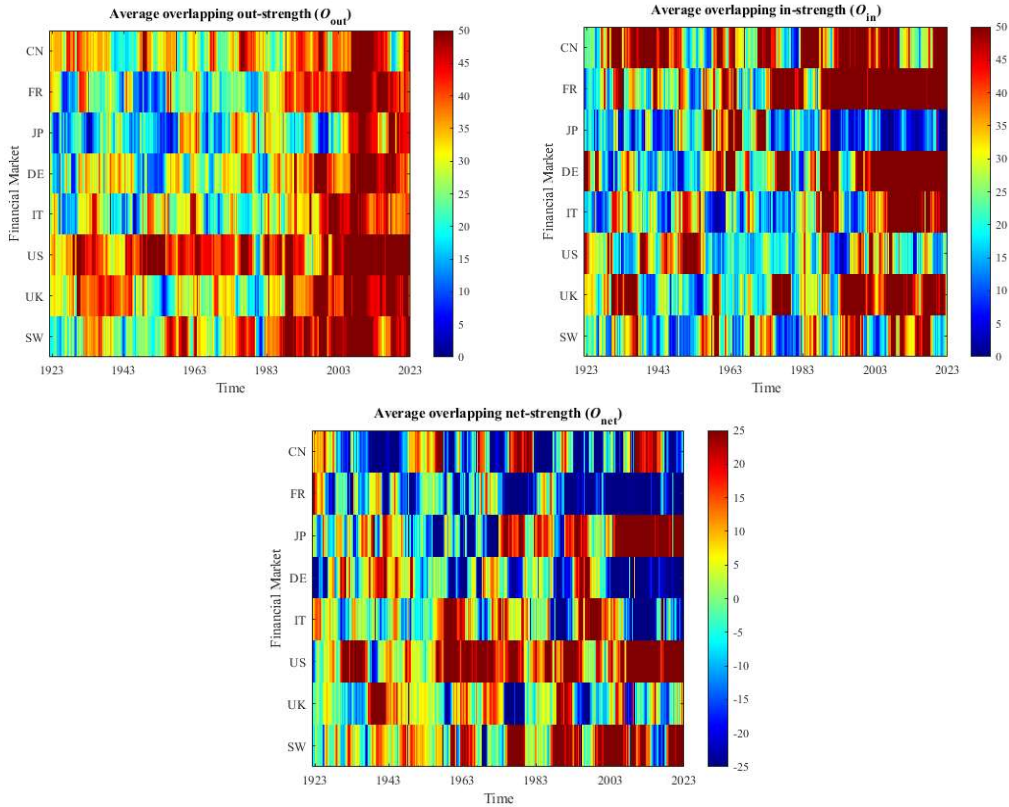 Average overlapping out-strength (Oout)
Financial Market
CN
FR
JP
DE
IT
US
UK
SW
1923 1943 1963 1983 2003 2023
Time
50
45
40
35
30
25
20
15
10
5
0
Average overlapping in-strength (Oin)
Financial Market
CN
FR
JP
DE
IT
US
UK
SW
1923 1943 1963 1983 2003 2023
Time
50
45
40
35
30
25
20
15
10
5
0
Average overlapping net-strength (Onet)
Financial Market
CN
FR
JP
DE
IT
US
UK
SW
1923 1943 1963 1983 2003 2023
Time
25
20
15
10
5
0
-5
-10
-15
-20
-25